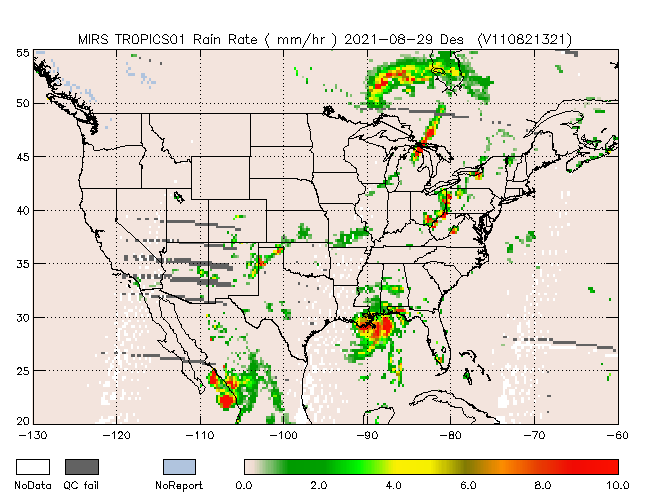 MIRS TROPICS01 Rain Rate ( mm/hr ) 2021-08-29 Des (V110821321)
55
50
45
40
35
30
25
20
-130 -120 -110 -100 -90 -80 -70 -60
NoData QC fail NoReport 0.0 2.0 4.0 6.0 8.0 10.0